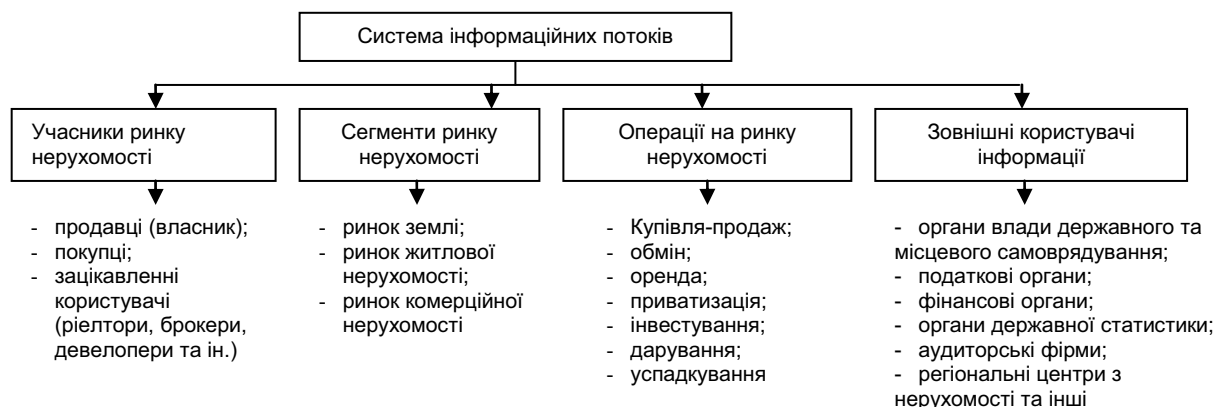 Система інформаційних потоків
Учасники ринку
нерухомості
Сегменти ринку
нерухомості
Операції на ринку
нерухомості
Зовнішні користувачі
інформації
- продавці (власник);
- покупці;
- зацікавленні
користувачі
(ріелтори, брокери,
девелопери та ін.)
- ринок землі;
- ринок житлової
нерухомості;
- ринок комерційної
нерухомості
- Купівля-продаж;
- обмін;
- оренда;
- приватизація;
- інвестування;
- дарування;
- успадкування
- органи влади державного та
місцевого самоврядування;
- податкові органи;
- фінансові органи;
- органи державної статистики;
- аудиторські фірми;
- регіональні центри з
нерухомості та інші